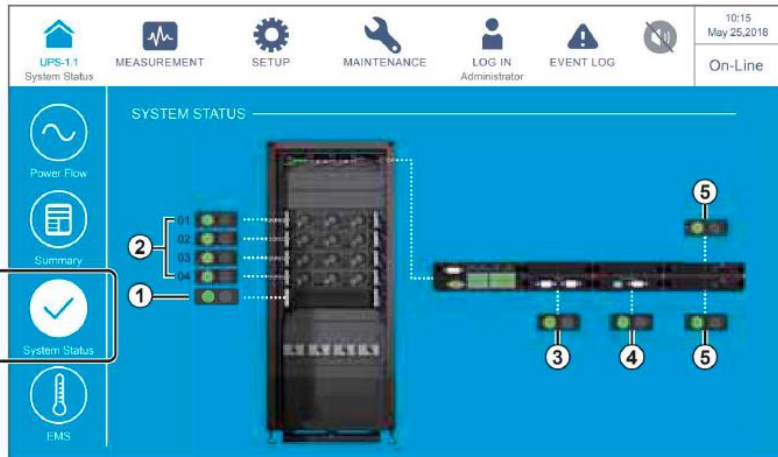 UPS-1.1
System Status
MEASUREMENT
SETUP
MAINTENANCE
LOG IN
Administrator
EVENT LOG
10:15
May 25,2018
On-Line
Power Flow
Summary
System Status
EMS
SYSTEM STATUS
01
02
03
04
2
1
5
3
4
5